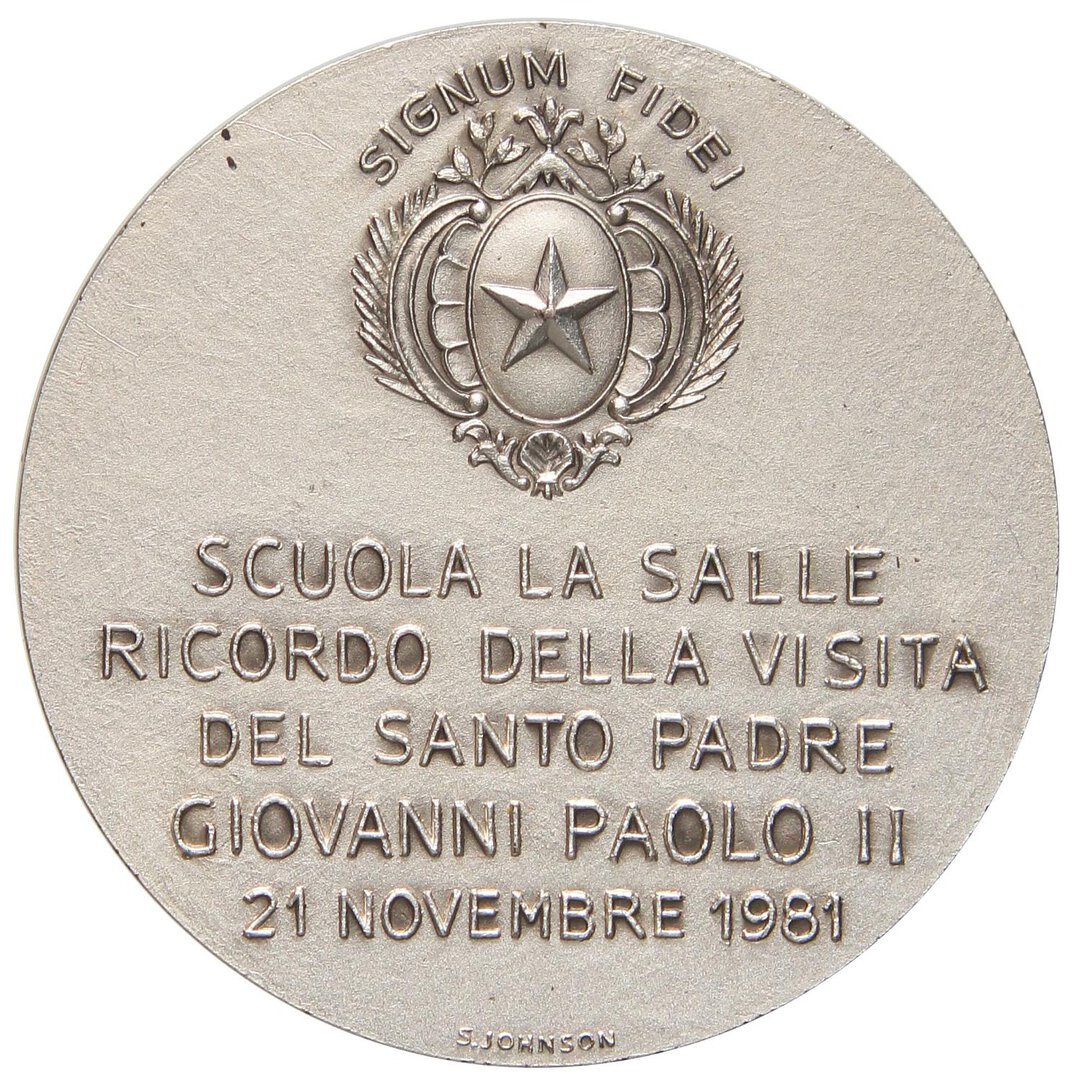 SIGNUM FIDEI
SCUOLA LA SALLE
RICORDO DELLA VISITA
DEL SANTO PADRE
GIOVANNI PAOLO II
21 NOVEMBRE 1981
S.JOHNSON